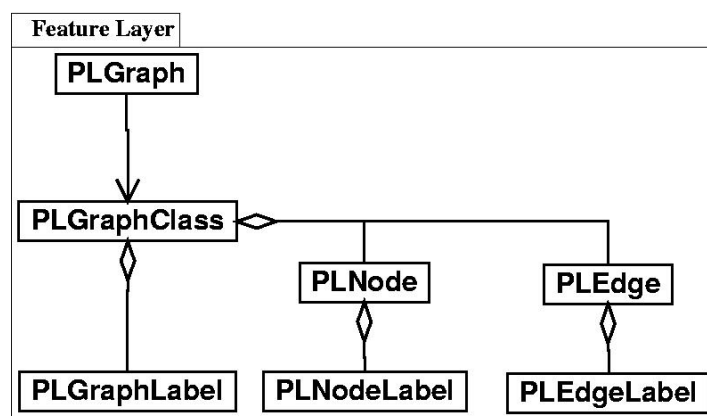 Feature Layer
PLGraph
PLGraphClass
PLNode
PLEdge
PLGraphLabel
PLNodeLabel
PLEdgeLabel